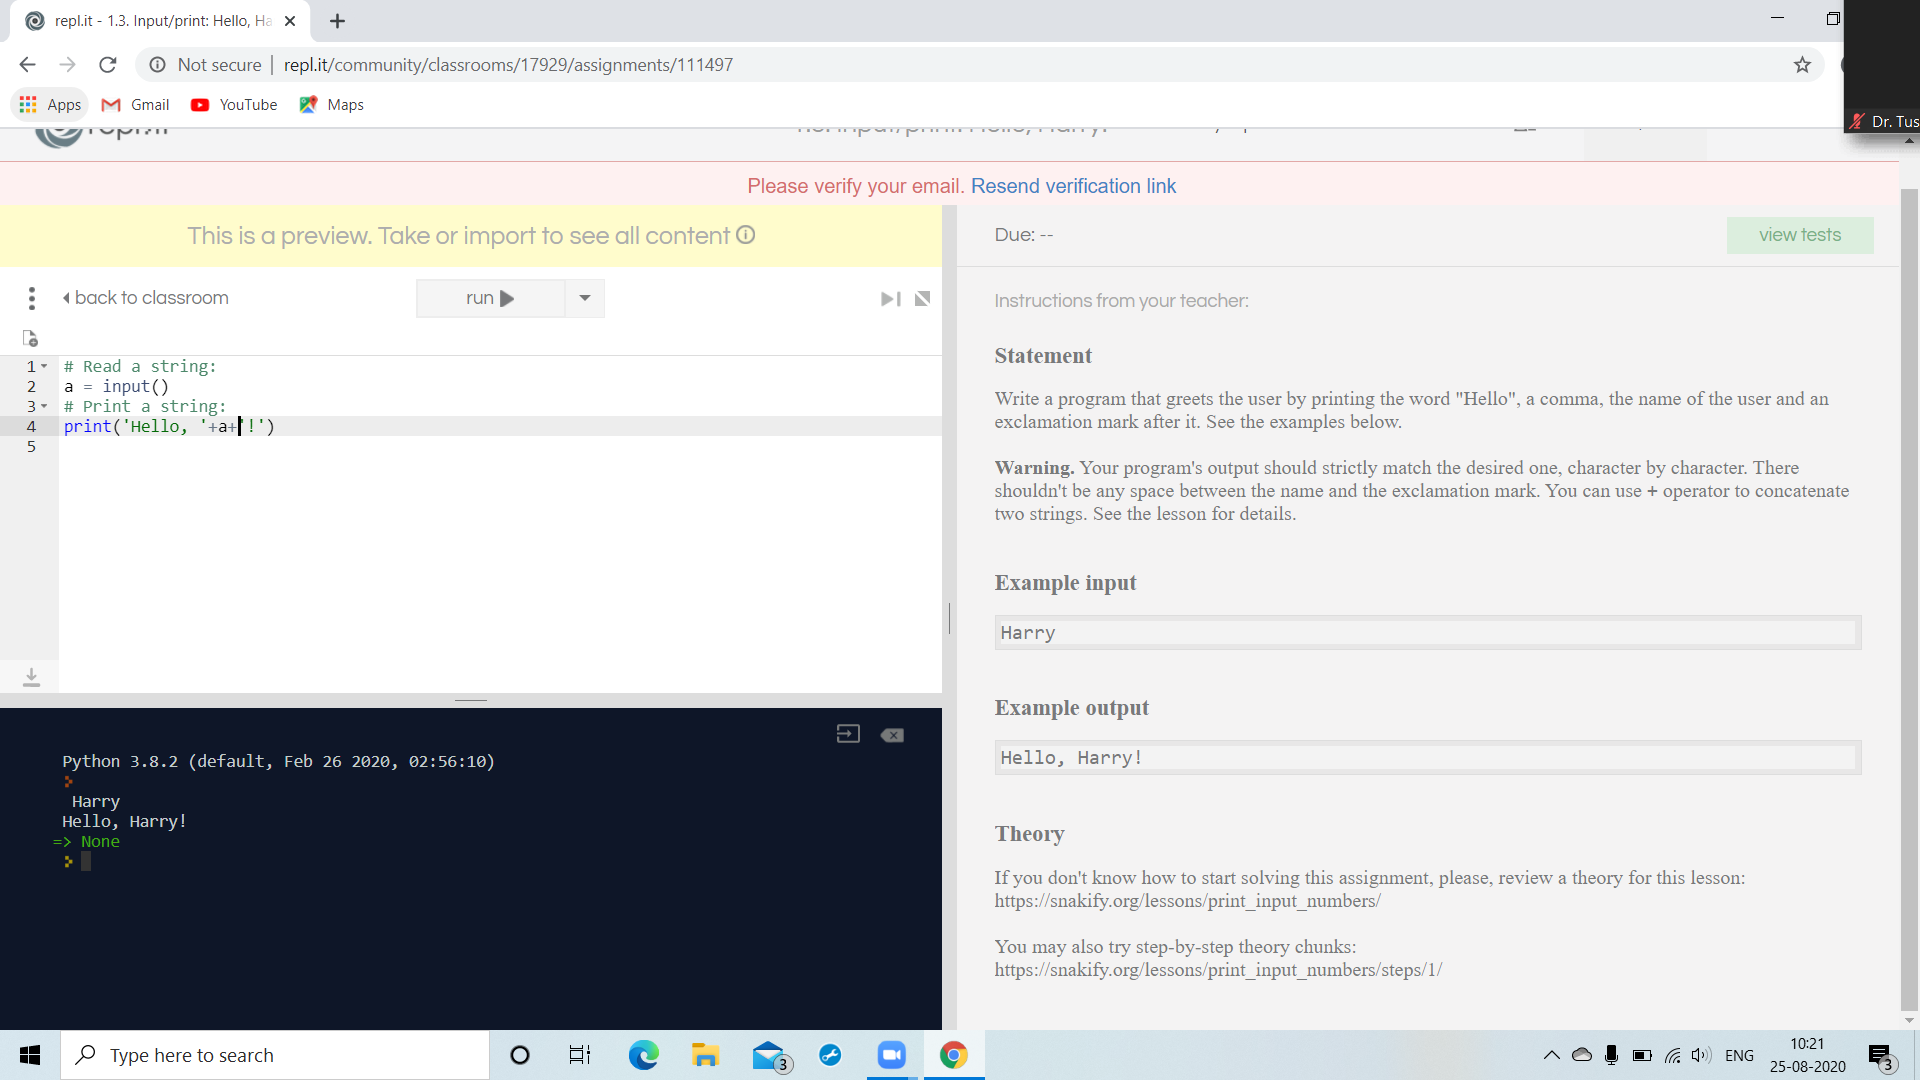 repl.it - 1.3. Input/print: Hello, Ha
Not secure | repl.it/community/classrooms/17929/assignments/111497
Apps Gmail YouTube Maps
Dr. Tus
repl.it 1.3. Input/print: Hello, Harry!
Please verify your email. Resend verification link
This is a preview. Take or import to see all content
back to classroom
run
1 # Read a string:
2 a = input()
3 # Print a string:
4 print('Hello, '+a+'!')
5
Python 3.8.2 (default, Feb 26 2020, 02:56:10)
Harry
Hello, Harry!
=> None
Due: --
view tests
Instructions from your teacher:
Statement
Write a program that greets the user by printing the word "Hello", a comma, the name of the user and an
exclamation mark after it. See the examples below.
Warning. Your program's output should strictly match the desired one, character by character. There
shouldn't be any space between the name and the exclamation mark. You can use + operator to concatenate
two strings. See the lesson for details.
Example input
Harry
Example output
Hello, Harry!
Theory
If you don't know how to start solving this assignment, please, review a theory for this lesson:
https://snakify.org/lessons/print_input_numbers/
You may also try step-by-step theory chunks:
https://snakify.org/lessons/print_input_numbers/steps/1/
Type here to search
3
ENG
10:21
25-08-2020
3